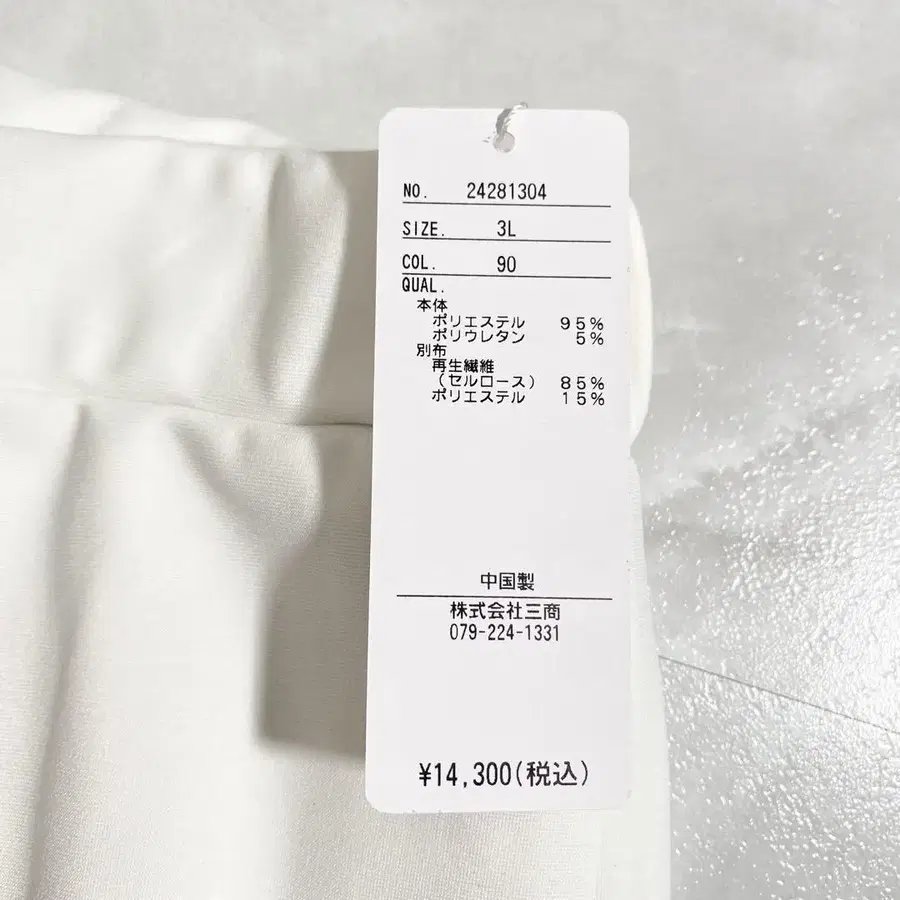 NO. 24281304
SIZE. 3L
COL. 90
QUAL.
本体
ポリエステル 95%
ポリウレタン 5%
別布
再生繊維
(セルロース) 85%
ポリエステル 15%
中国製
株式会社三商
079-224-1331
¥14,300(税込)